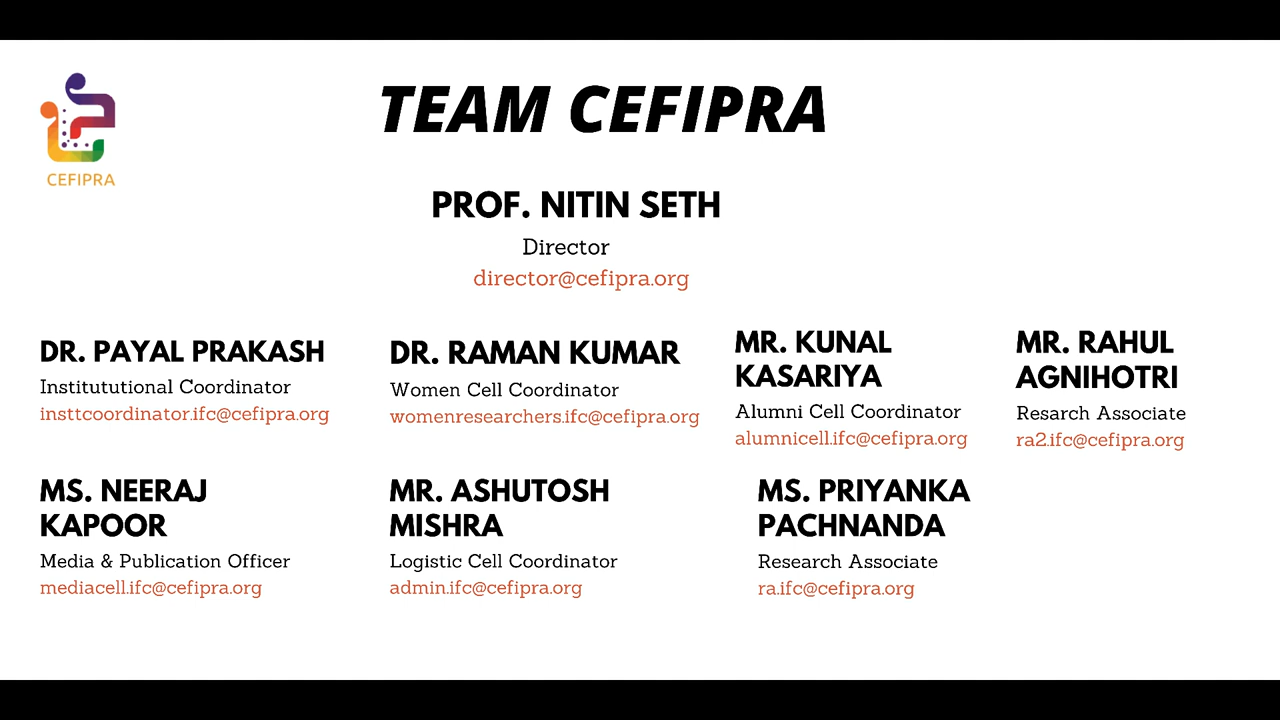 CEFIPRA
TEAM CEFIPRA
PROF. NITIN SETH
Director
director@cefipra.org
DR. PAYAL PRAKASH
Institututional Coordinator
insttcoordinator.ifc@cefipra.org
DR. RAMAN KUMAR
Women Cell Coordinator
womenresearchers.ifc@cefipra.org
MR. KUNAL
KASARIYA
Alumni Cell Coordinator
alumnicell.ifc@cefipra.org
MR. RAHUL
AGNIHOTRI
Resarch Associate
ra2.ifc@cefipra.org
MS. NEERAJ
KAPOOR
Media & Publication Officer
mediacell.ifc@cefipra.org
MR. ASHUTOSH
MISHRA
Logistic Cell Coordinator
admin.ifc@cefipra.org
MS. PRIYANKA
PACHNANDA
Research Associate
ra.ifc@cefipra.org